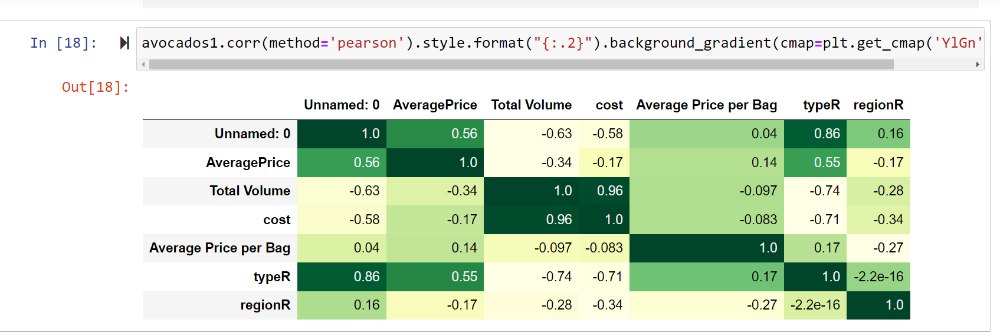 In [18]: avocados1.corr(method='pearson').style.format("{:.2}").background_gradient(cmap=plt.get_cmap('YlGn'
Out[18]:
Unnamed: 0 AveragePrice Total Volume cost Average Price per Bag typeR regionR
Unnamed: 0 1.0 0.56 -0.63 -0.58 0.04 0.86 0.16
AveragePrice 0.56 1.0 -0.34 -0.17 0.14 0.55 -0.17
Total Volume -0.63 -0.34 1.0 0.96 -0.097 -0.74 -0.28
cost -0.58 -0.17 0.96 1.0 -0.083 -0.71 -0.34
Average Price per Bag 0.04 0.14 -0.097 -0.083 1.0 0.17 -0.27
typeR 0.86 0.55 -0.74 -0.71 0.17 1.0 -2.2e-16
regionR 0.16 -0.17 -0.28 -0.34 -0.27 -2.2e-16 1.0